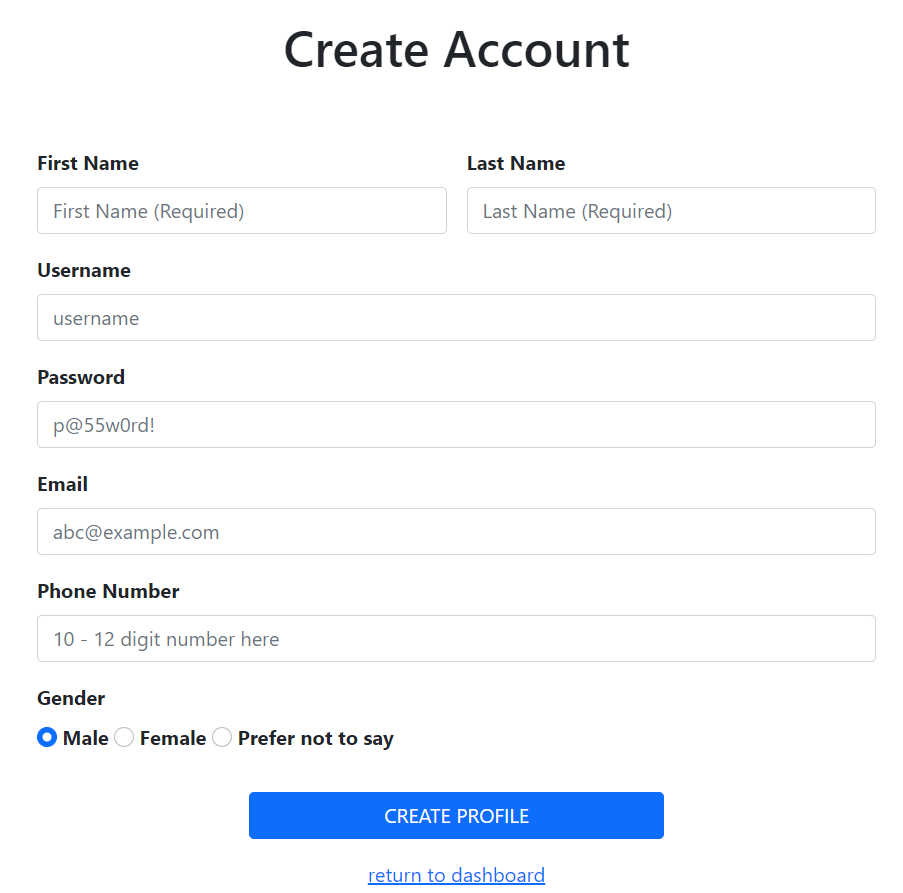 Create Account
First Name Last Name
First Name (Required) Last Name (Required)
Username
username
Password
p@55w0rd!
Email
abc@example.com
Phone Number
10 - 12 digit number here
Gender
Male Female Prefer not to say
CREATE PROFILE
return to dashboard